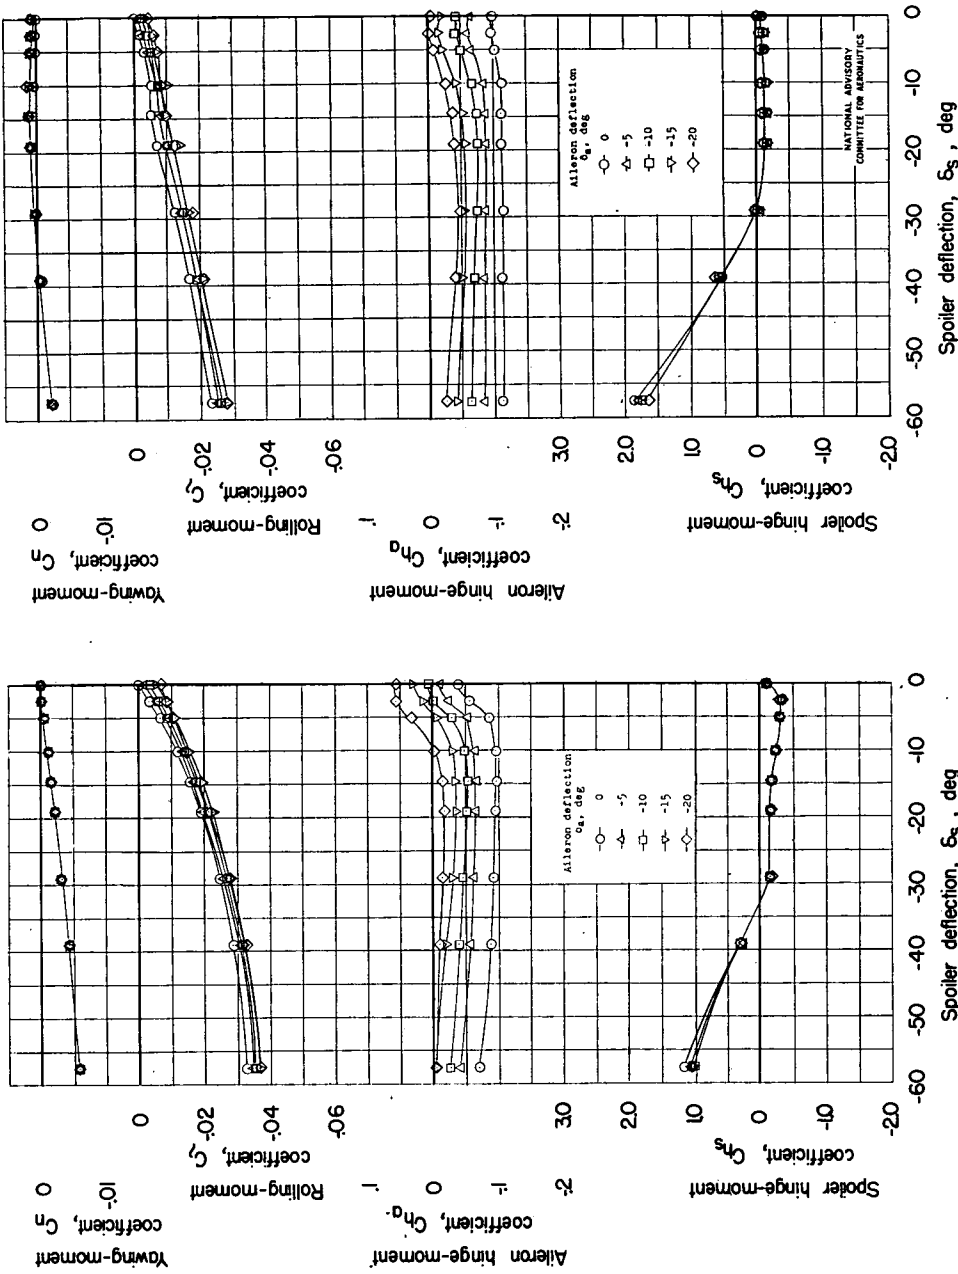 Yawing-moment
coefficient, Cn
0
-.01
Rolling-moment
coefficient, Cl
0
-.02
-.04
-.06
Aileron hinge-moment
coefficient, Cha
.1
0
-.1
-.2
Spoiler hinge-moment
coefficient, Chs
3.0
2.0
1.0
0
-1.0
-2.0
-60
-50
-40
-30
-20
-10
0
Spoiler deflection, δs, deg
Aileron deflection
δa, deg
0
-5
-10
-15
-20
NATIONAL ADVISORY
COMMITTEE FOR AERONAUTICS
Yawing-moment
coefficient, Cn
0
-.01
Rolling-moment
coefficient, Cl
0
-.02
-.04
-.06
Aileron hinge-moment
coefficient, Cha
.1
0
-.1
-.2
Spoiler hinge-moment
coefficient, Chs
3.0
2.0
1.0
0
-1.0
-2.0
-60
-50
-40
-30
-20
-10
0
Spoiler deflection, δs, deg
Aileron deflection
deg
0
-5
-10
-15
-20